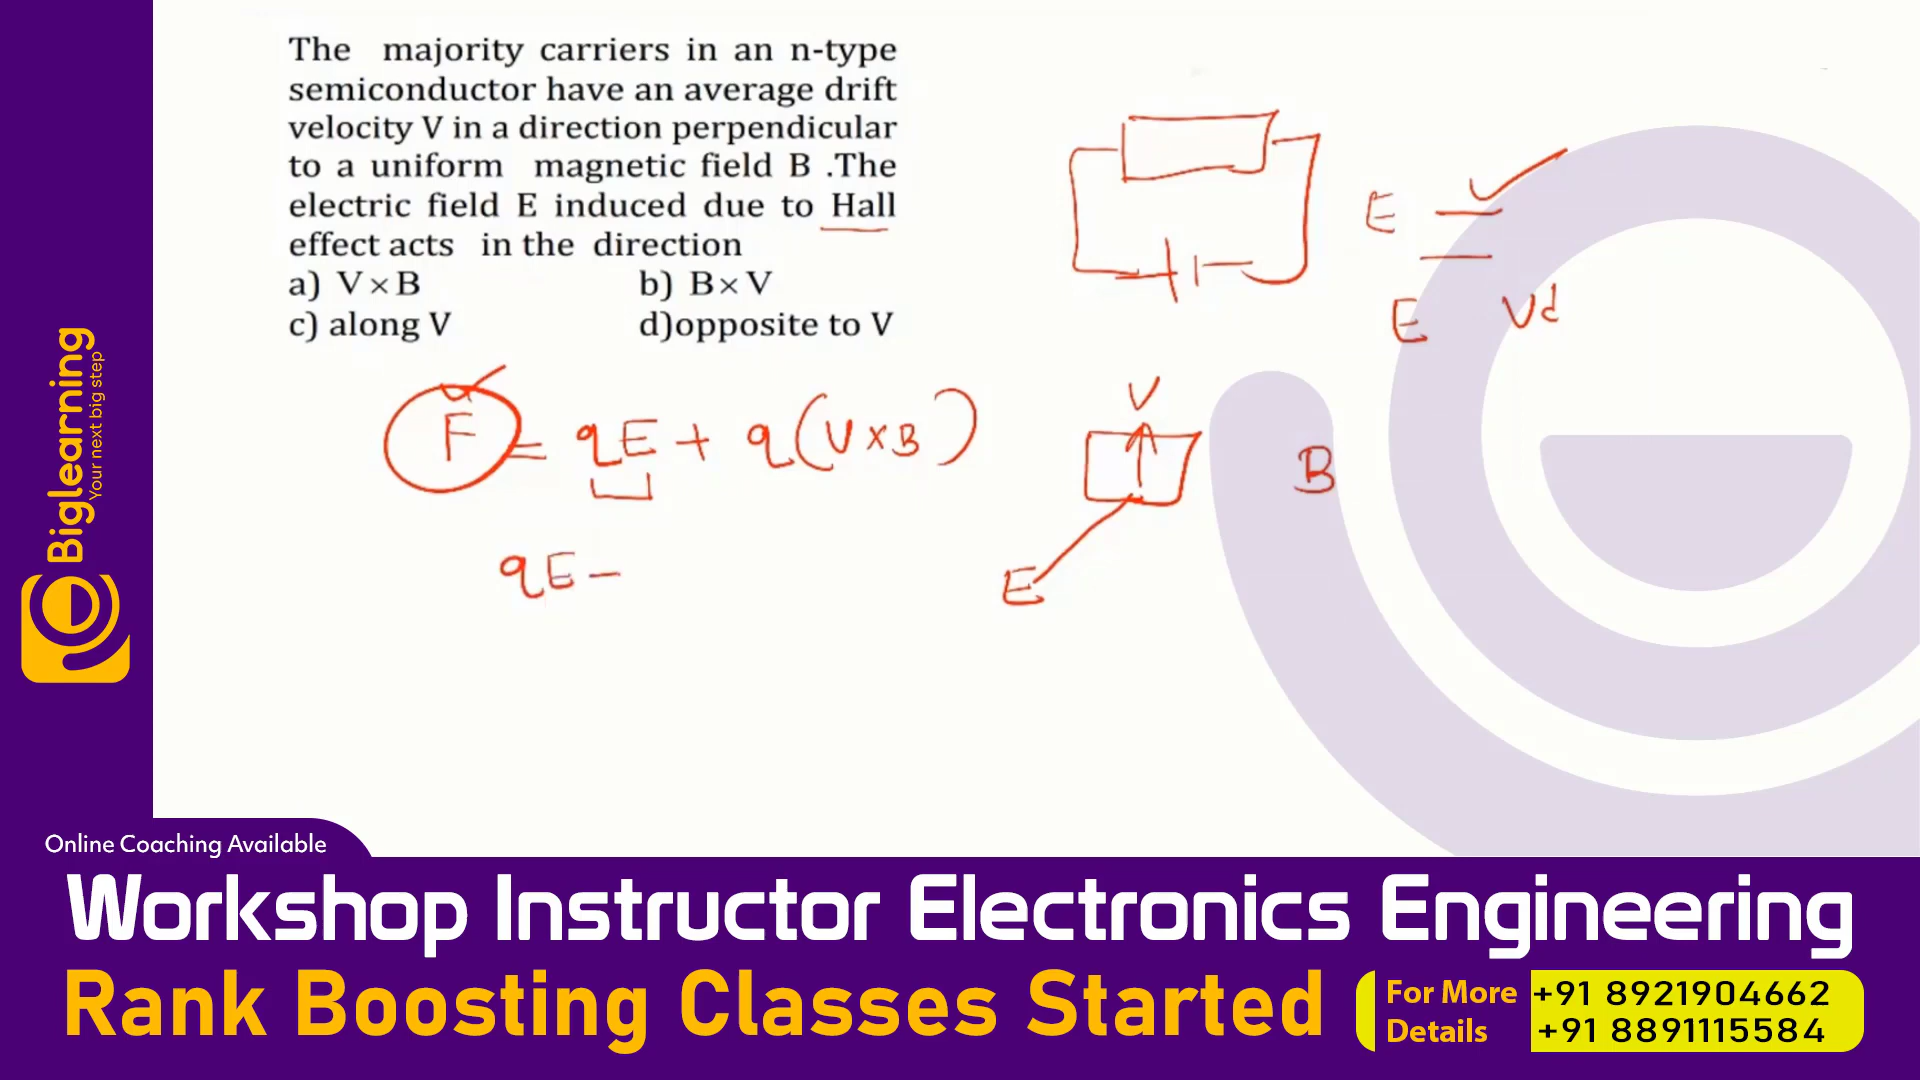 The majority carriers in an n-type
semiconductor have an average drift
velocity V in a direction perpendicular
to a uniform magnetic field B .The
electric field E induced due to Hall
effect acts in the direction
a) V×B b) B×V
c) along V d)opposite to V
E
E Vd
F = qE + q(V×B)
V
B
qE –
E
Biglearning
Your next big step
Online Coaching Available
Workshop Instructor Electronics Engineering
Rank Boosting Classes Started
For More Details
+91 8921904662
+91 8891115584